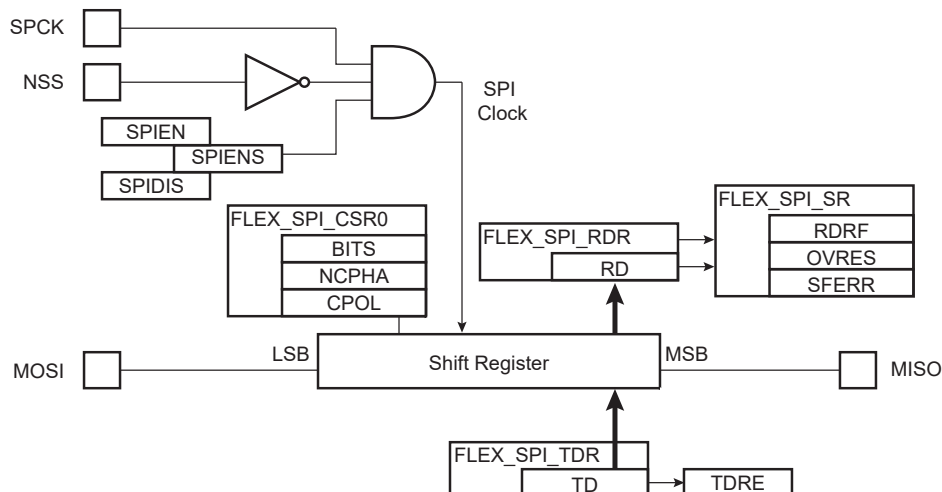 SPCK
NSS
SPI
Clock
SPIEN
SPIENS
SPIDIS
FLEX_SPI_CSR0
BITS
NCPHA
CPOL
FLEX_SPI_RDR
RD
FLEX_SPI_SR
RDRF
OVRES
SFERR
MOSI
LSB
Shift Register
MSB
MISO
FLEX_SPI_TDR
TD
TDRE